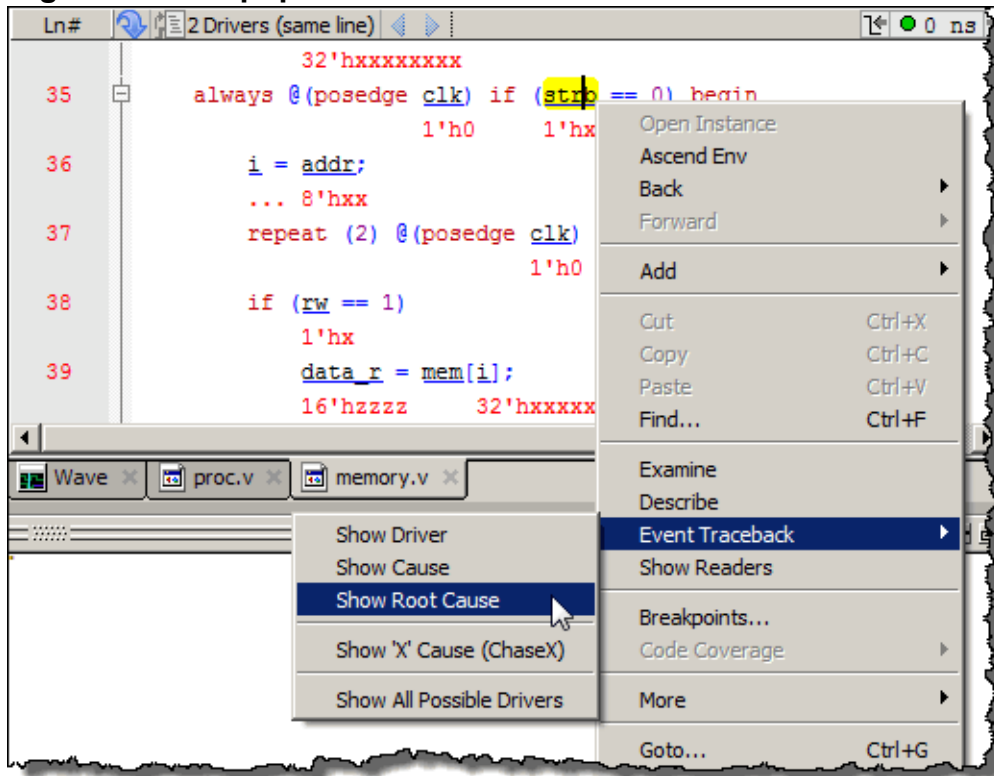 Ln# 2 Drivers (same line) 0 ns
32'hxxxxxxxx
35 always @(posedge clk) if (strb == 0) begin
1'h0 1'hx
36 i = addr;
... 8'hxx
37 repeat (2) @(posedge clk)
1'h0
38 if (rw == 1)
1'hx
39 data_r = mem[i];
16'hzzzz 32'hxxxxx
Open Instance
Ascend Env
Back
Forward
Add
Cut Ctrl+X
Copy Ctrl+C
Paste Ctrl+V
Find... Ctrl+F
Examine
Describe
Event Traceback
Show Readers
Breakpoints...
Code Coverage
More
Goto... Ctrl+G
Wave proc.v memory.v
Show Driver
Show Cause
Show Root Cause
Show 'X' Cause (ChaseX)
Show All Possible Drivers